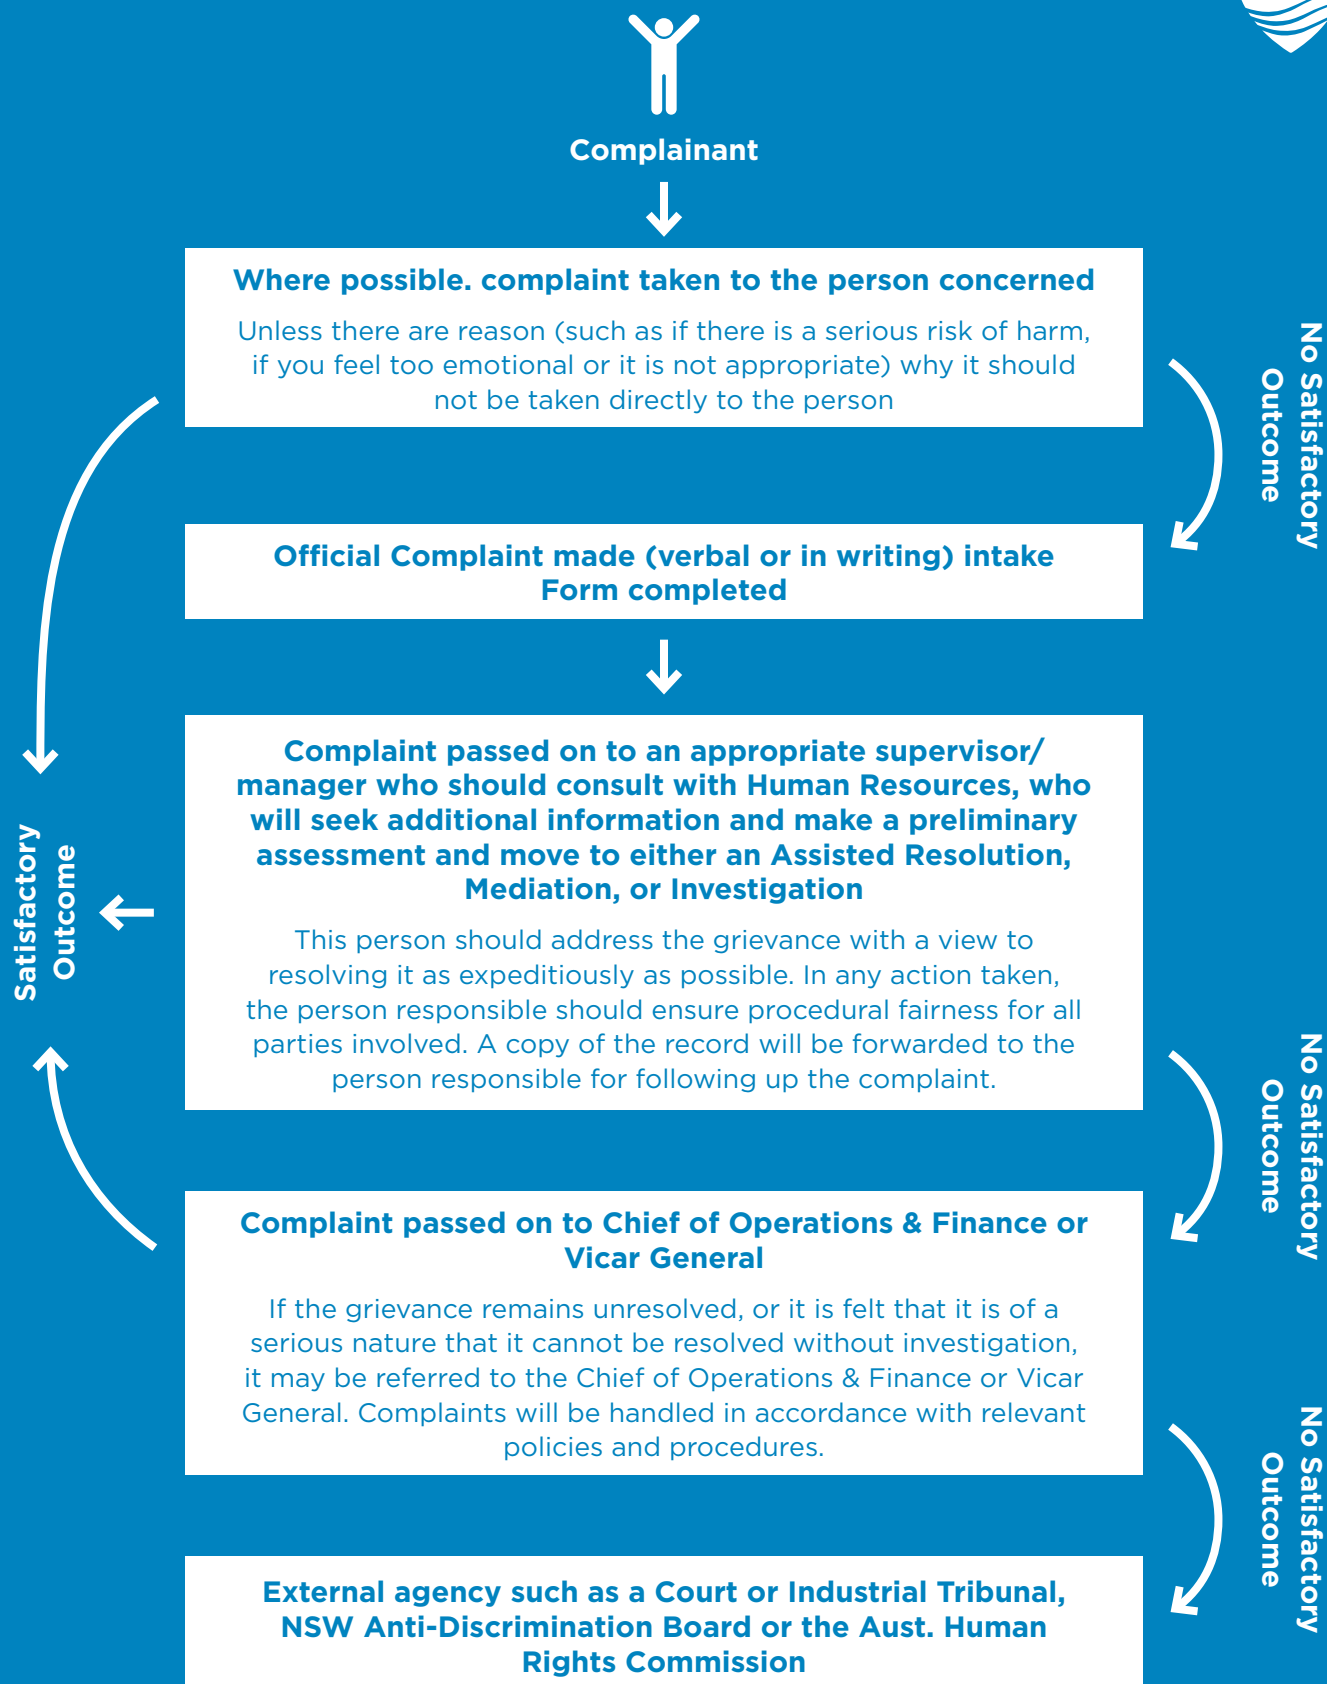 Complainant
Where possible. complaint taken to the person concerned
Unless there are reason (such as if there is a serious risk of harm,
if you feel too emotional or it is not appropriate) why it should
not be taken directly to the person
No Satisfactory
Outcome
Official Complaint made (verbal or in writing) intake
Form completed
Complaint passed on to an appropriate supervisor/
manager who should consult with Human Resources, who
will seek additional information and make a preliminary
assessment and move to either an Assisted Resolution,
Mediation, or Investigation
This person should address the grievance with a view to
resolving it as expeditiously as possible. In any action taken,
the person responsible should ensure procedural fairness for all
parties involved. A copy of the record will be forwarded to the
person responsible for following up the complaint.
Satisfactory
Outcome
No Satisfactory
Outcome
Complaint passed on to Chief of Operations & Finance or
Vicar General
If the grievance remains unresolved, or it is felt that it is of a
serious nature that it cannot be resolved without investigation,
it may be referred to the Chief of Operations & Finance or Vicar
General. Complaints will be handled in accordance with relevant
policies and procedures.
No Satisfactory
Outcome
External agency such as a Court or Industrial Tribunal,
NSW Anti-Discrimination Board or the Aust. Human
Rights Commission